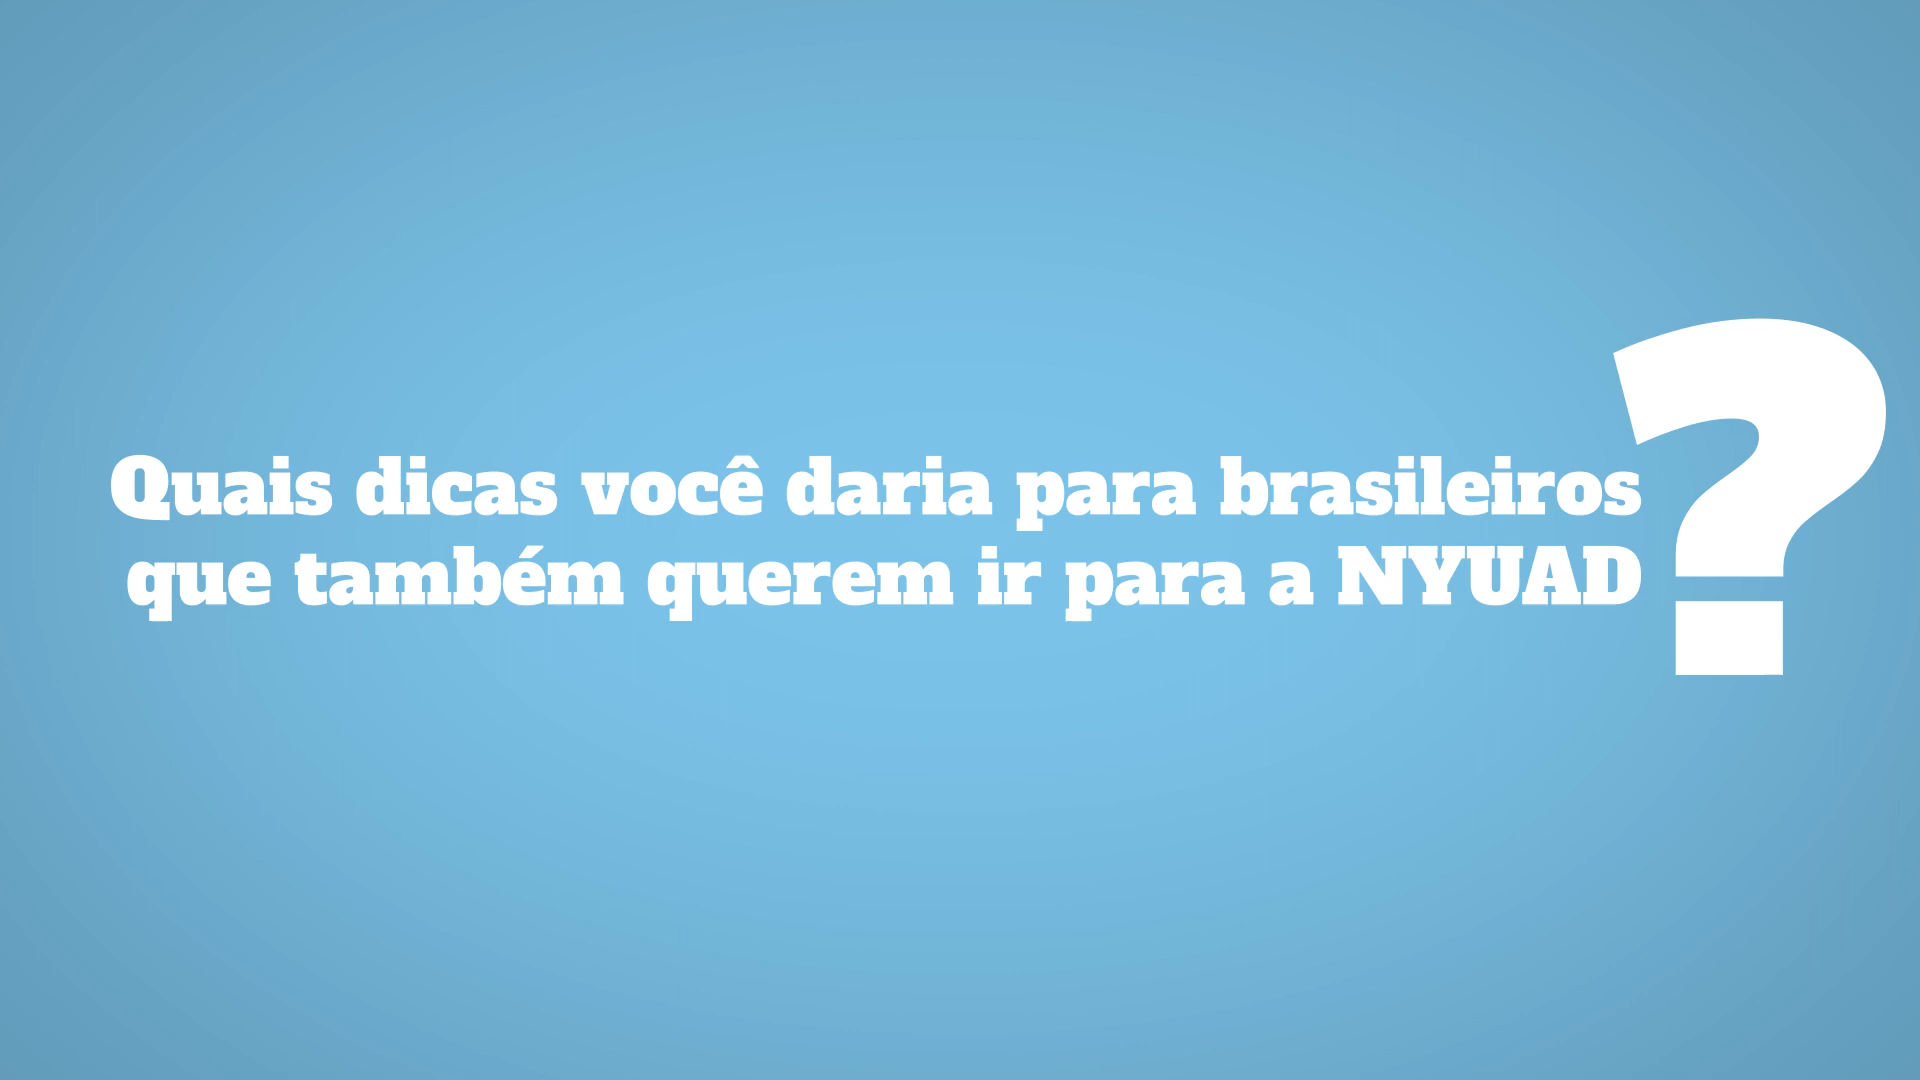 Quais dicas você daria para brasileiros
que também querem ir para a NYUAD?